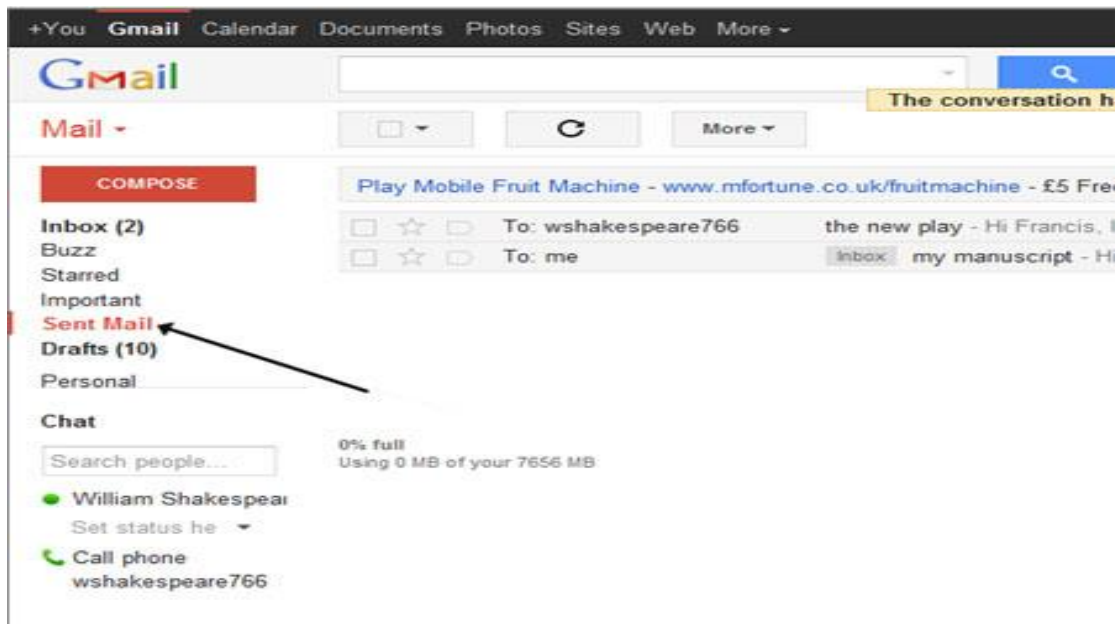 +You Gmail Calendar Documents Photos Sites Web More
Gmail
The conversation h
Mail
More
COMPOSE
Play Mobile Fruit Machine - www.mfortune.co.uk/fruitmachine - £5 Free
Inbox (2)
To: wshakespeare766 the new play - Hi Francis, I
Buzz
To: me Inbox my manuscript - Hi
Starred
Important
Sent Mail
Drafts (10)
Personal
Chat
0% full
Search people...
Using 0 MB of your 7656 MB
William Shakespear
Set status he
Call phone
wshakespeare766